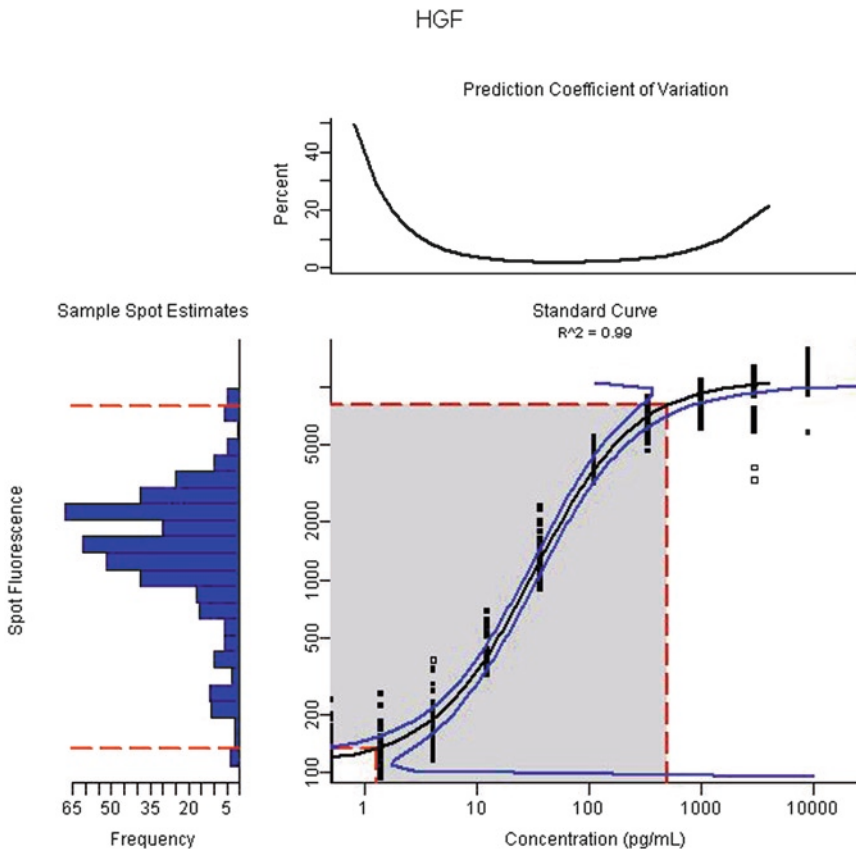 HGF
Prediction Coefficient of Variation
Percent
40
20
0
Sample Spot Estimates
Standard Curve
R^2 = 0.99
Spot Fluorescence
5000
2000
1000
500
200
100
65 50 35 20 5
Frequency
1 10 100 1000 10000
Concentration (pg/mL)